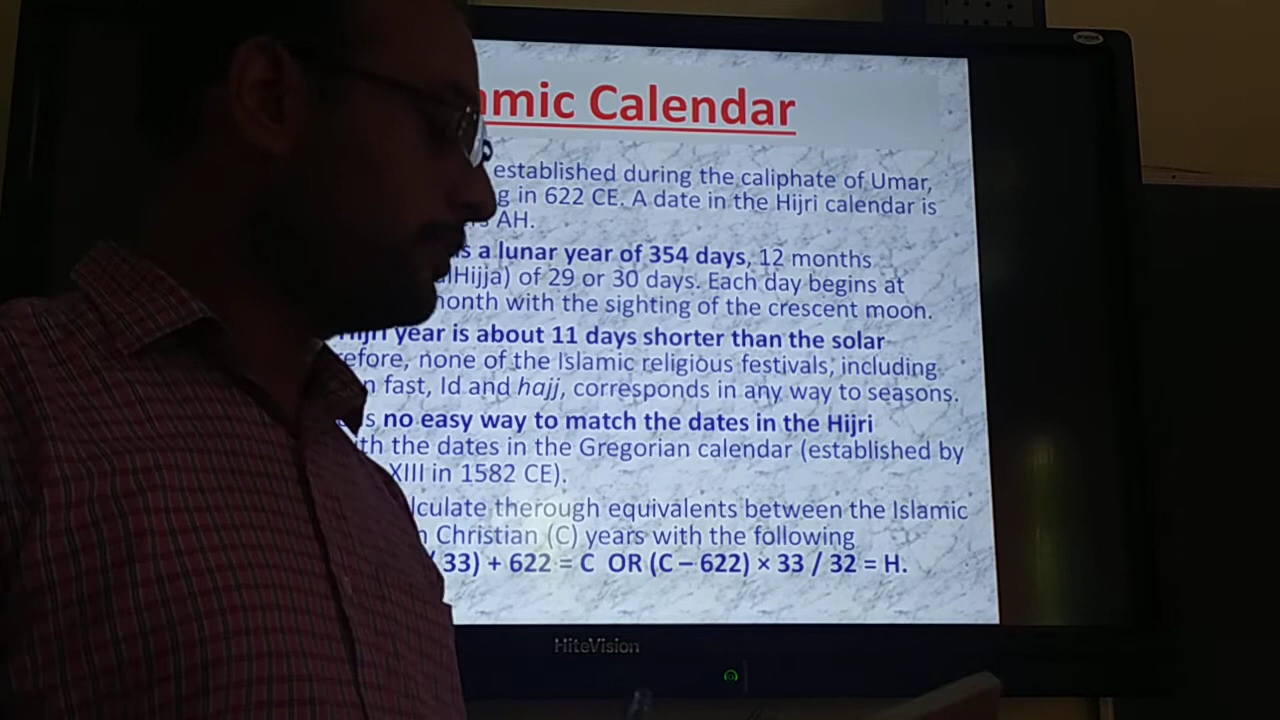 mic Calendar
established during the caliphate of Umar,
g in 622 CE. A date in the Hijri calendar is
AH.
s a lunar year of 354 days, 12 months
Hijja) of 29 or 30 days. Each day begins at
month with the sighting of the crescent moon.
year is about 11 days shorter than the solar
efore, none of the Islamic religious festivals, including
n fast, Id and hajj, corresponds in any way to seasons.
s no easy way to match the dates in the Hijri
th the dates in the Gregorian calendar (established by
XIII in 1582 CE).
lculate therough equivalents between the Islamic
n Christian (C) years with the following
/ 33) + 622 = C OR (C – 622) × 33 / 32 = H.
HiteVision